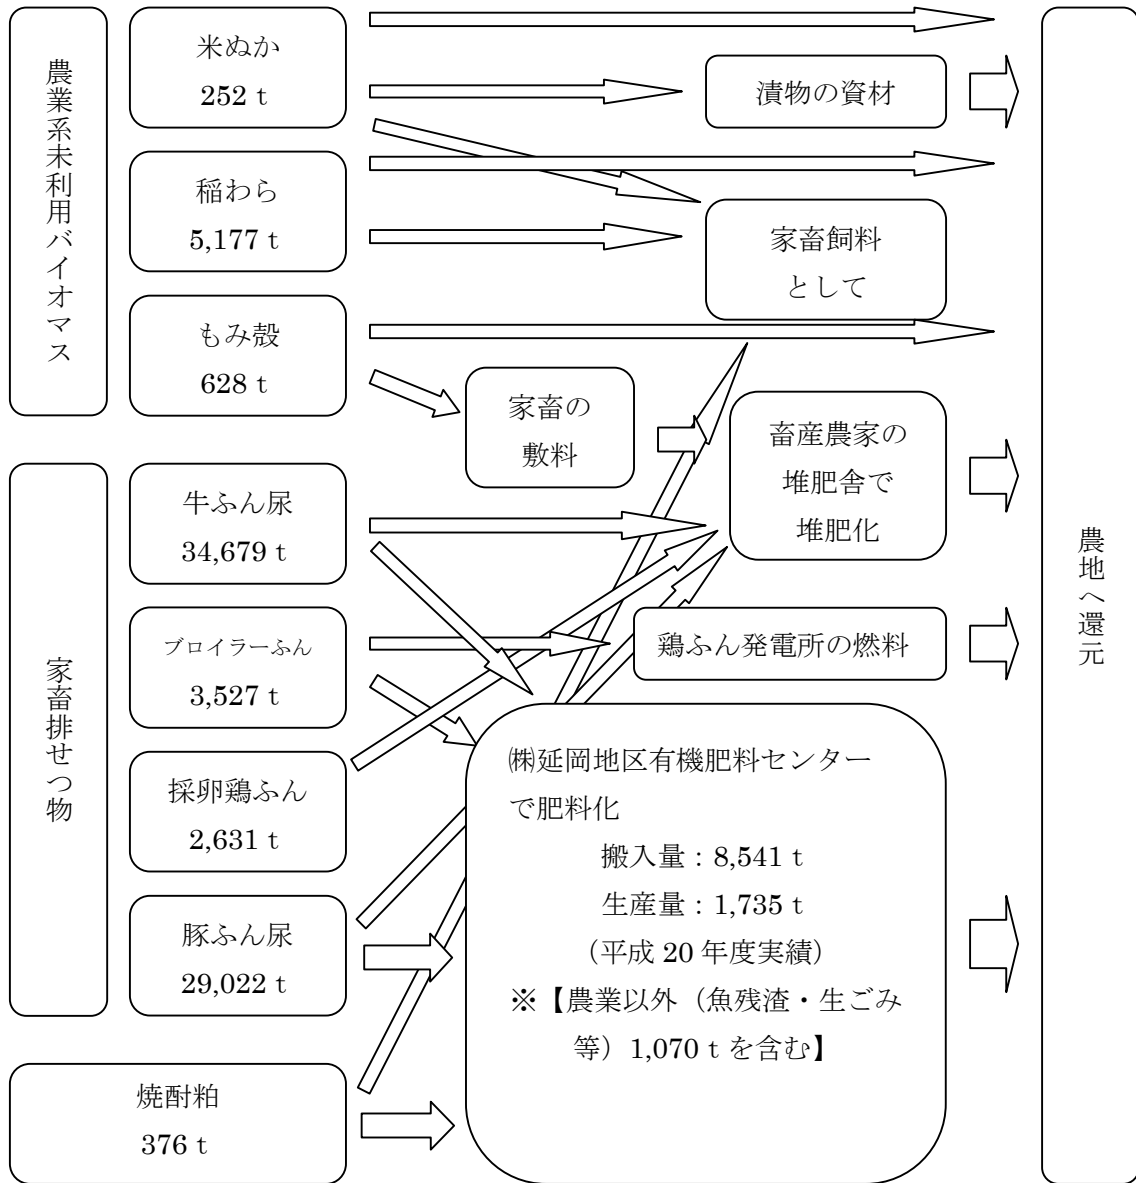 農業系未利用バイオマス
米ぬか
252 t
漬物の資材
稲わら
5,177 t
家畜飼料
として
もみ殻
628 t
家畜の
敷料
畜産農家の
堆肥舎で
堆肥化
家畜排せつ物
牛ふん尿
34,679 t
ブロイラーふん
3,527 t
鶏ふん発電所の燃料
採卵鶏ふん
2,631 t
豚ふん尿
29,022 t
焼酎粕
376 t
㈱延岡地区有機肥料センター
で肥料化
搬入量：8,541 t
生産量：1,735 t
（平成 20 年度実績）
※【農業以外（魚残渣・生ごみ
等）1,070 t を含む】
農地へ還元